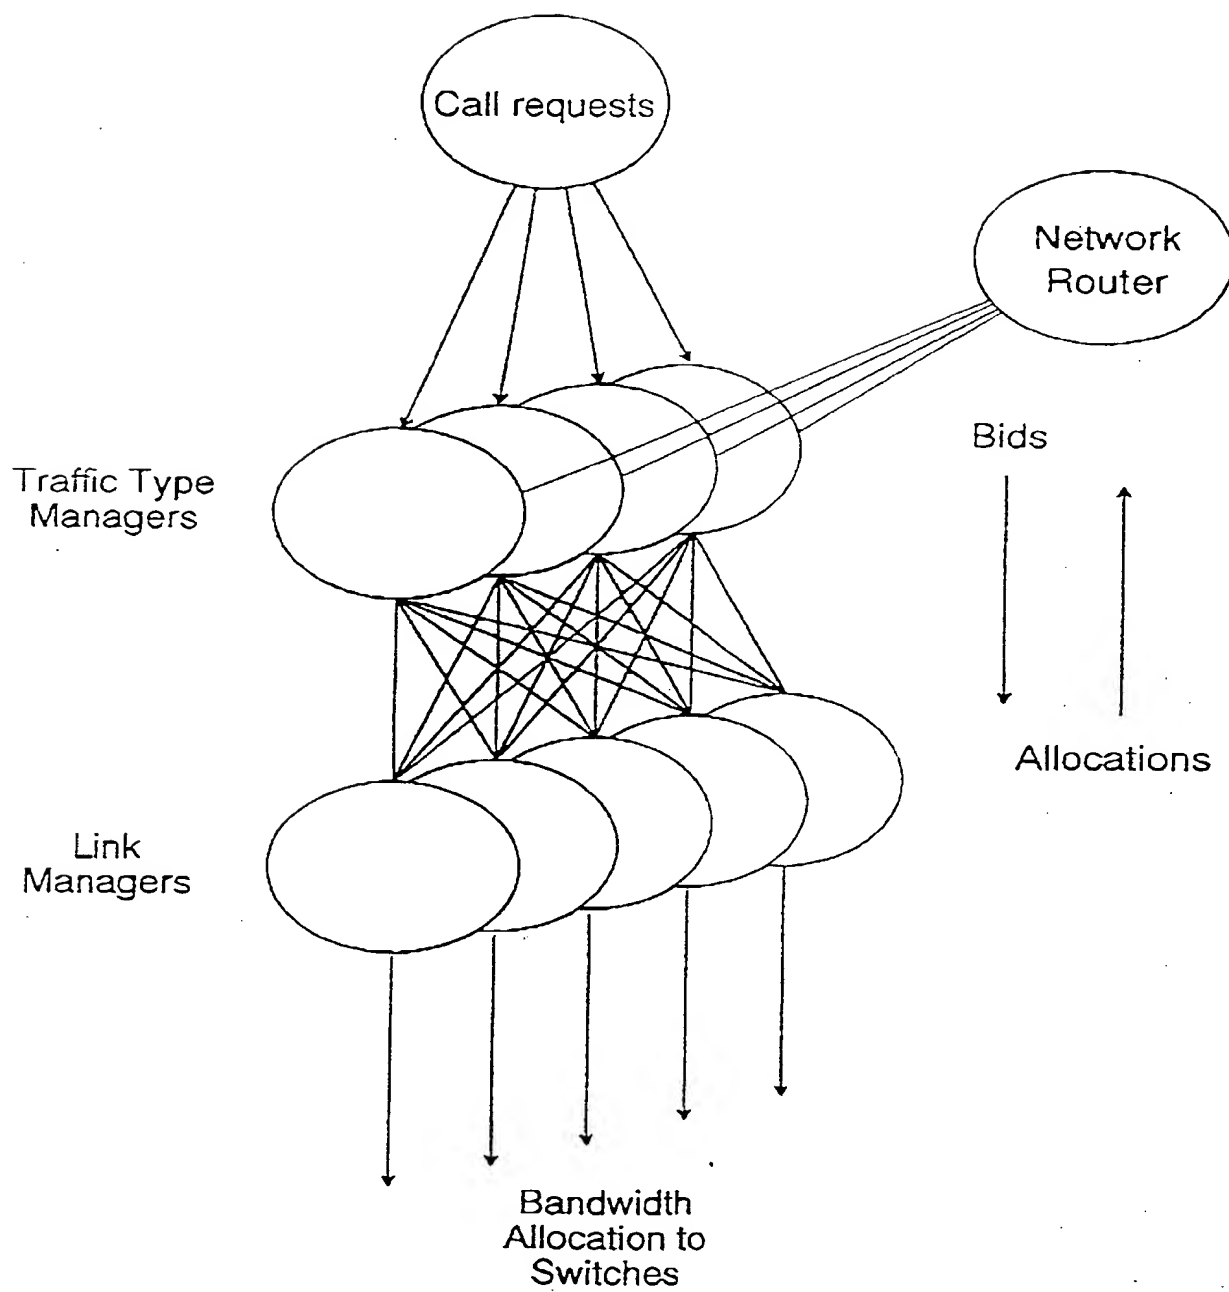 Call requests
Network
Router
Bids
Traffic Type
Managers
Allocations
Link
Managers
Bandwidth
Allocation to
Switches